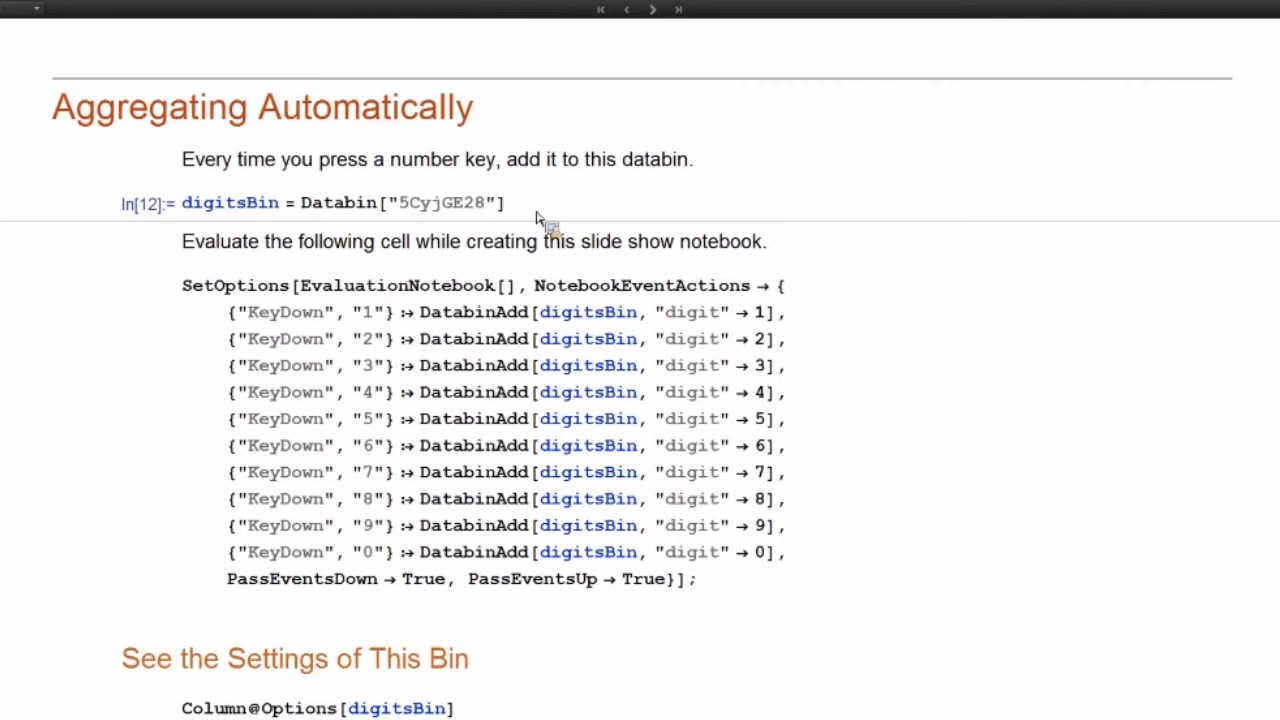 Aggregating Automatically
Every time you press a number key, add it to this databin.
In[12]:= digitsBin = Databin["5CyjGE28"]
Evaluate the following cell while creating this slide show notebook.
SetOptions[EvaluationNotebook[], NotebookEventActions → {
{"KeyDown", "1"} :→ DatabinAdd[digitsBin, "digit" → 1],
{"KeyDown", "2"} :→ DatabinAdd[digitsBin, "digit" → 2],
{"KeyDown", "3"} :→ DatabinAdd[digitsBin, "digit" → 3],
{"KeyDown", "4"} :→ DatabinAdd[digitsBin, "digit" → 4],
{"KeyDown", "5"} :→ DatabinAdd[digitsBin, "digit" → 5],
{"KeyDown", "6"} :→ DatabinAdd[digitsBin, "digit" → 6],
{"KeyDown", "7"} :→ DatabinAdd[digitsBin, "digit" → 7],
{"KeyDown", "8"} :→ DatabinAdd[digitsBin, "digit" → 8],
{"KeyDown", "9"} :→ DatabinAdd[digitsBin, "digit" → 9],
{"KeyDown", "0"} :→ DatabinAdd[digitsBin, "digit" → 0],
PassEventsDown → True, PassEventsUp → True}];
See the Settings of This Bin
Column@Options[digitsBin]